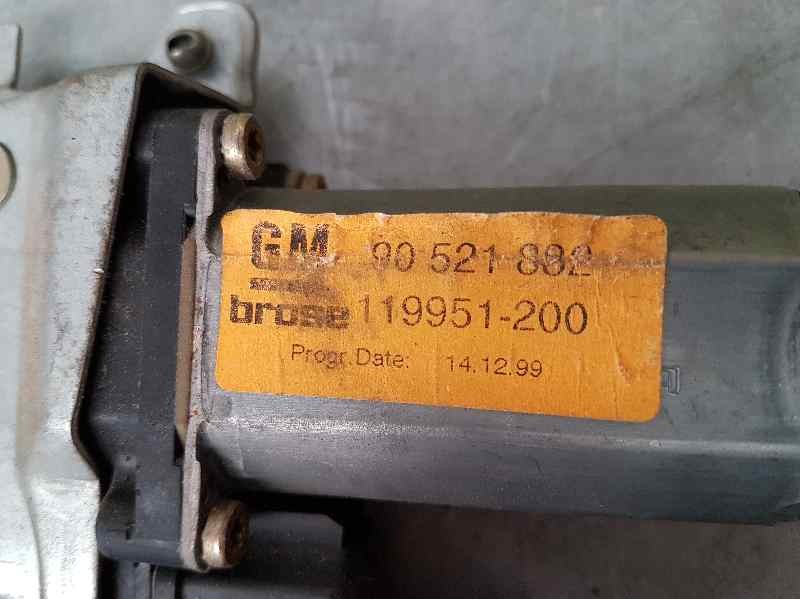 GM 90 521 882
brose 119951-200
Progr. Date: 14.12.99